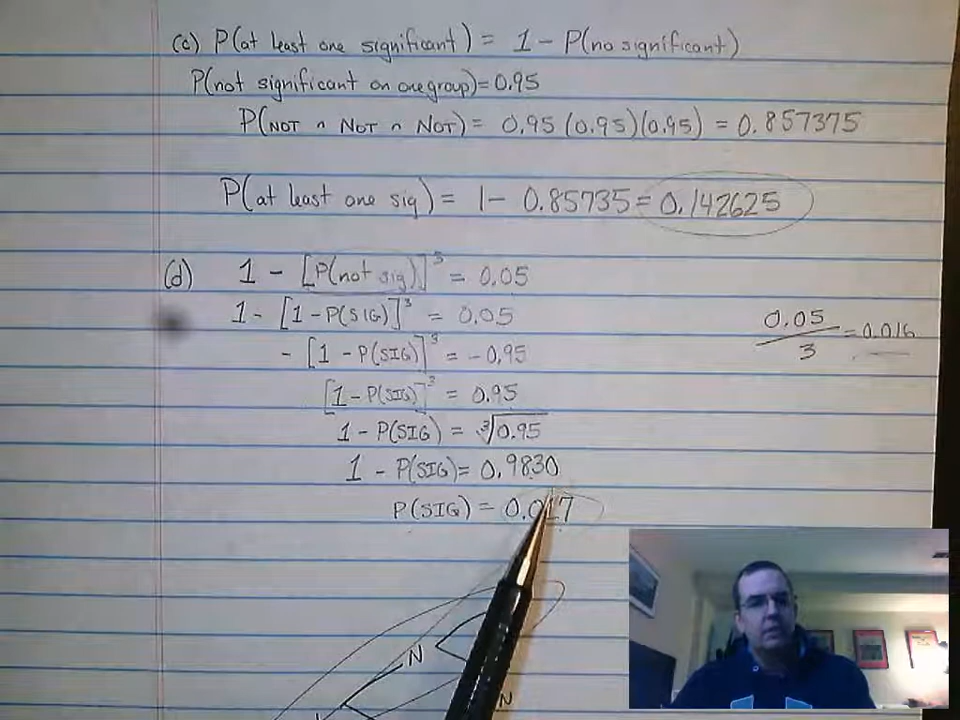 (c) P(at least one significant) = 1 - P(no significant)
P(not significant on one group) = 0.95
P(NOT ∩ NOT ∩ NOT) = 0.95 (0.95)(0.95) = 0.857375
P(at least one sig) = 1 - 0.85735 = 0.142625
(d) 1 - [P(not sig)]³ = 0.05
1 - [1 - P(SIG)]³ = 0.05
- [1 - P(SIG)]³ = -0.95
[1 - P(SIG)]³ = 0.95
1 - P(SIG) = ³√0.95
1 - P(SIG) = 0.9830
P(SIG) = 0.017
0.05
3
= 0.016
N
N